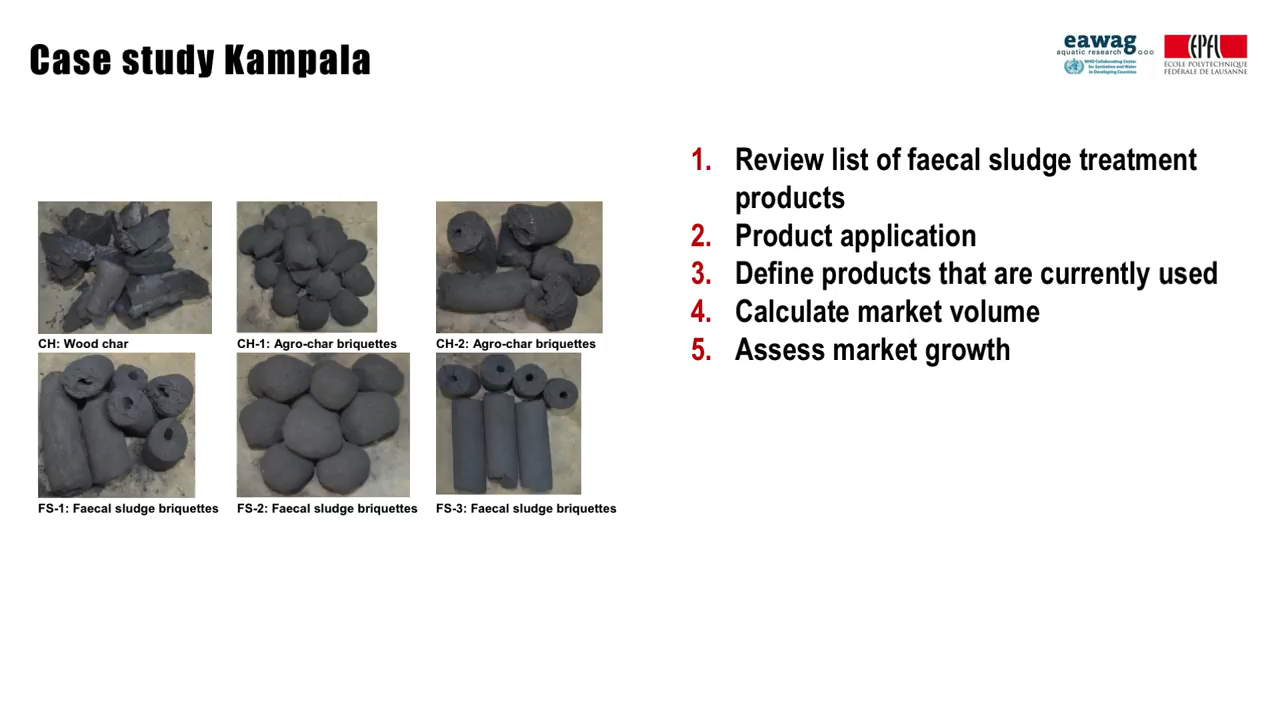 Case study Kampala
eawag
aquatic research
WHO Collaborating Center
for Sanitation and Water
in Developing Countries
EPFL
ÉCOLE POLYTECHNIQUE
FÉDÉRALE DE LAUSANNE
CH: Wood char
CH-1: Agro-char briquettes
CH-2: Agro-char briquettes
FS-1: Faecal sludge briquettes
FS-2: Faecal sludge briquettes
FS-3: Faecal sludge briquettes
1. Review list of faecal sludge treatment
products
2. Product application
3. Define products that are currently used
4. Calculate market volume
5. Assess market growth